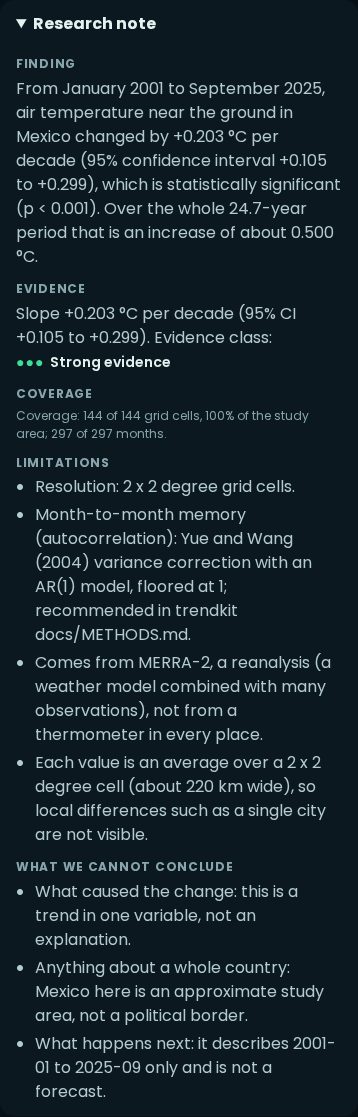 ▼ Research note
FINDING
From January 2001 to September 2025,
air temperature near the ground in
Mexico changed by +0.203 °C per
decade (95% confidence interval +0.105
to +0.299), which is statistically significant
(p < 0.001). Over the whole 24.7-year
period that is an increase of about 0.500
°C.
EVIDENCE
Slope +0.203 °C per decade (95% CI
+0.105 to +0.299). Evidence class:
●●● Strong evidence
COVERAGE
Coverage: 144 of 144 grid cells, 100% of the study
area; 297 of 297 months.
LIMITATIONS
• Resolution: 2 x 2 degree grid cells.
• Month-to-month memory
(autocorrelation): Yue and Wang
(2004) variance correction with an
AR(1) model, floored at 1;
recommended in trendkit
docs/METHODS.md.
• Comes from MERRA-2, a reanalysis (a
weather model combined with many
observations), not from a
thermometer in every place.
• Each value is an average over a 2 x 2
degree cell (about 220 km wide), so
local differences such as a single city
are not visible.
WHAT WE CANNOT CONCLUDE
• What caused the change: this is a
trend in one variable, not an
explanation.
• Anything about a whole country:
Mexico here is an approximate study
area, not a political border.
• What happens next: it describes 2001-
01 to 2025-09 only and is not a
forecast.